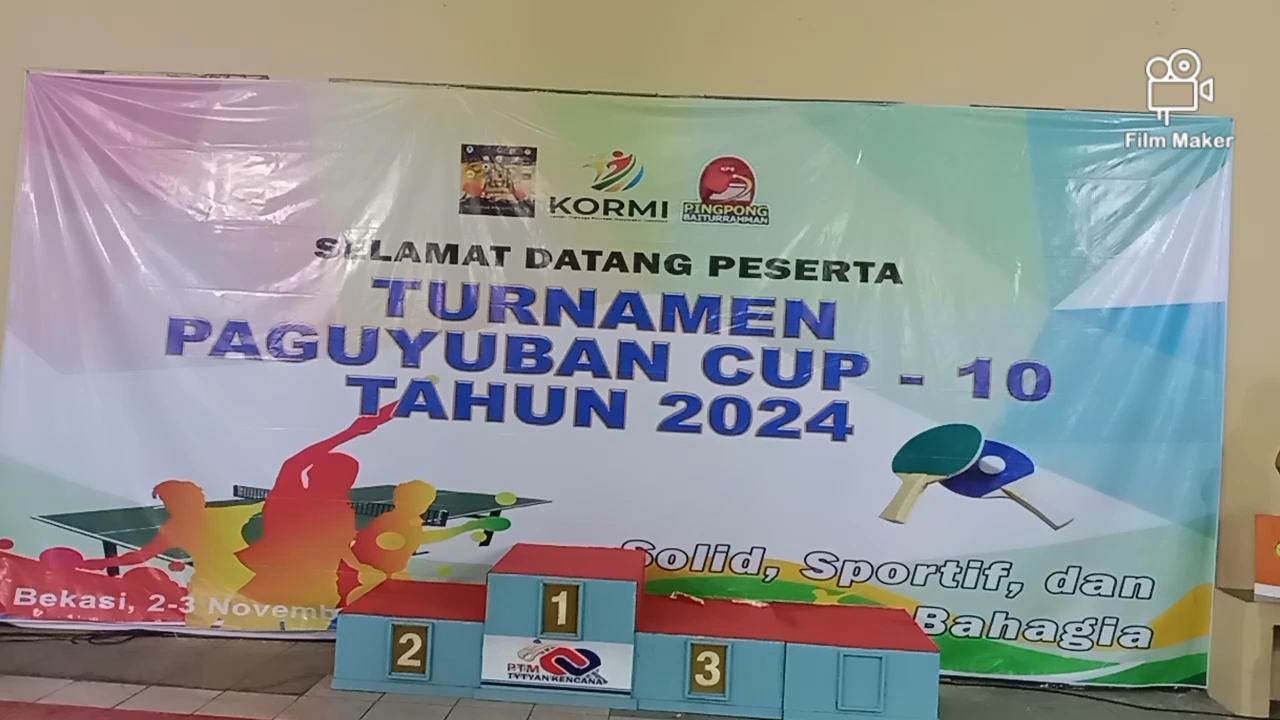 Film Maker
KORMI
PINGPONG
BAITURRAHMAN
SELAMAT DATANG PESERTA
TURNAMEN
PAGUYUBAN CUP - 10
TAHUN 2024
Solid, Sportif, dan
Bahagia
Bekasi, 2-3 Novemb
1
2
3
PTM
TYTYAN KENCANA